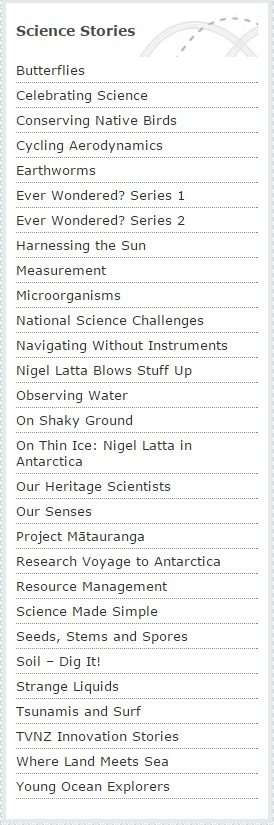 Science Stories
Butterflies
Celebrating Science
Conserving Native Birds
Cycling Aerodynamics
Earthworms
Ever Wondered? Series 1
Ever Wondered? Series 2
Harnessing the Sun
Measurement
Microorganisms
National Science Challenges
Navigating Without Instruments
Nigel Latta Blows Stuff Up
Observing Water
On Shaky Ground
On Thin Ice: Nigel Latta in
Antarctica
Our Heritage Scientists
Our Senses
Project Mātauranga
Research Voyage to Antarctica
Resource Management
Science Made Simple
Seeds, Stems and Spores
Soil – Dig It!
Strange Liquids
Tsunamis and Surf
TVNZ Innovation Stories
Where Land Meets Sea
Young Ocean Explorers